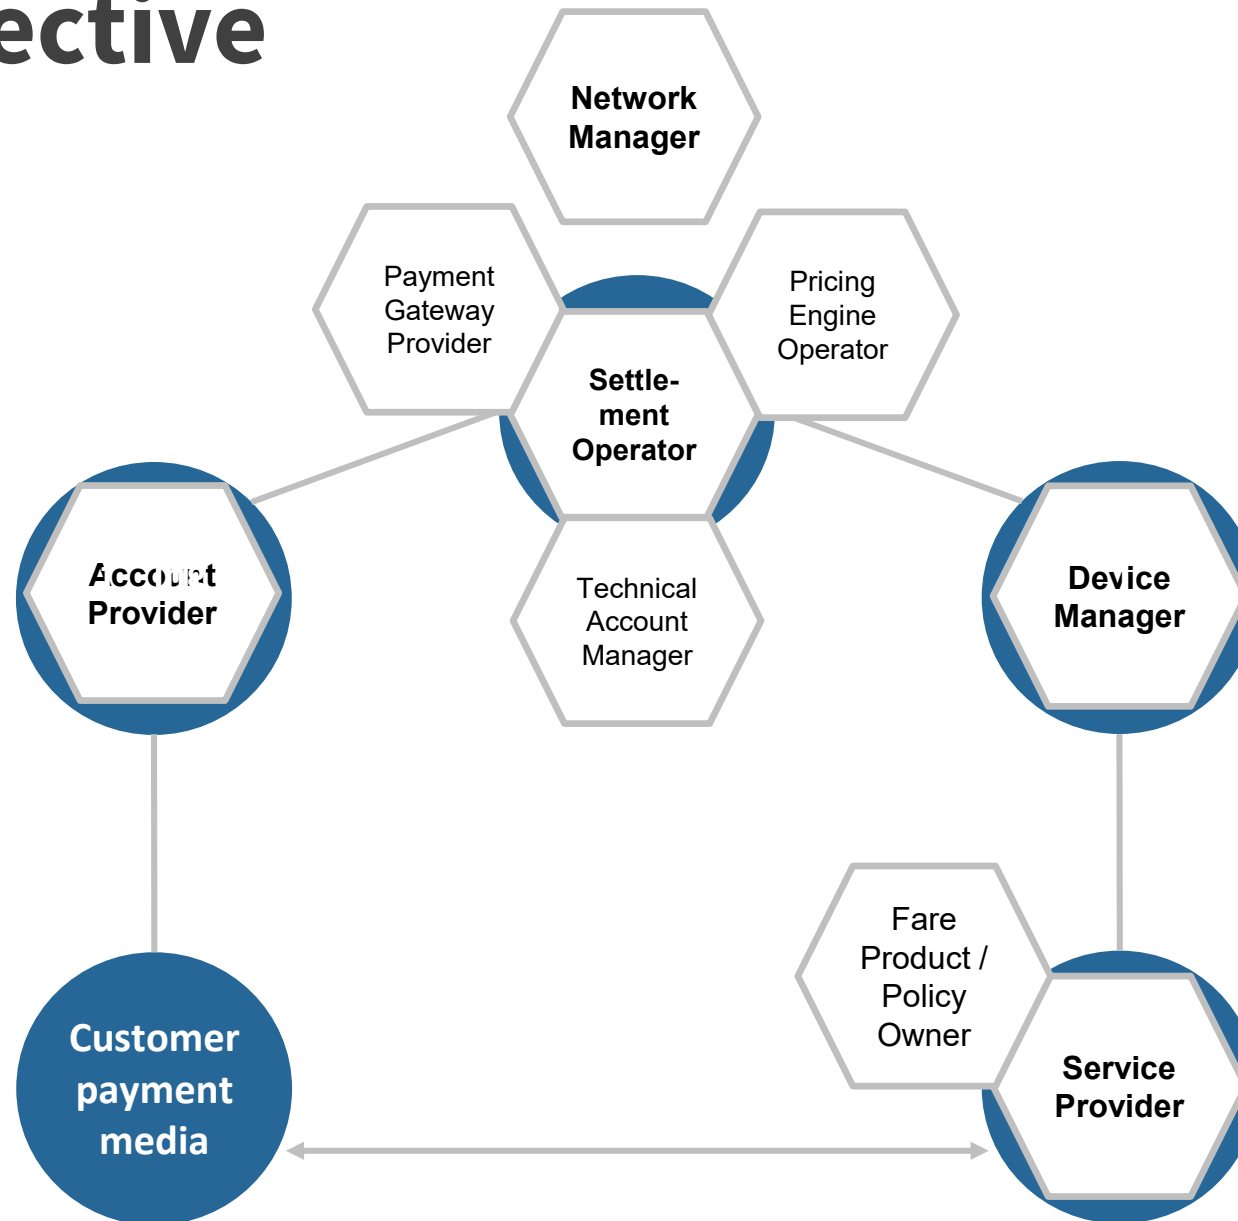 ective
Network
Manager
Payment
Gateway
Provider
Pricing
Engine
Operator
Settle-
ment
Operator
Account
Provider
Technical
Account
Manager
Device
Manager
Fare
Product /
Policy
Owner
Customer
payment
media
Service
Provider